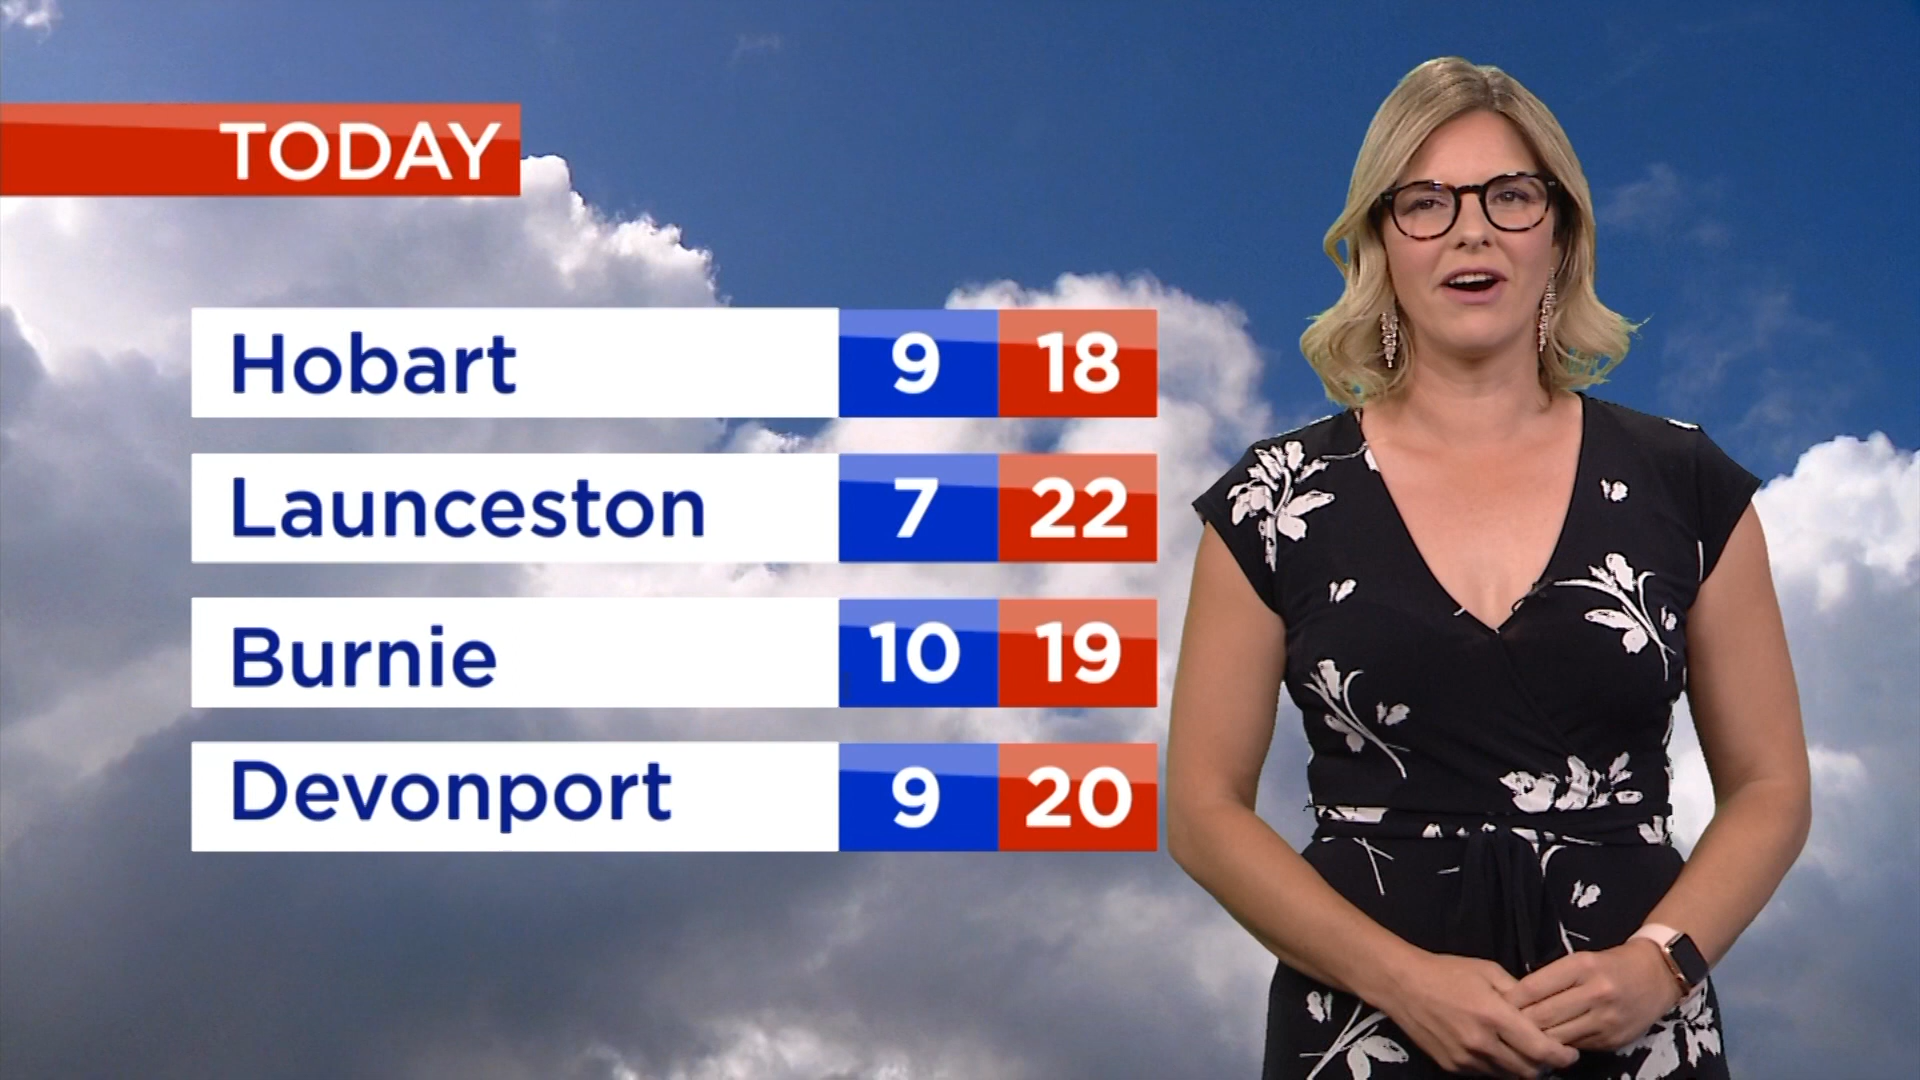 TODAY
Hobart 9 18
Launceston 7 22
Burnie 10 19
Devonport 9 20